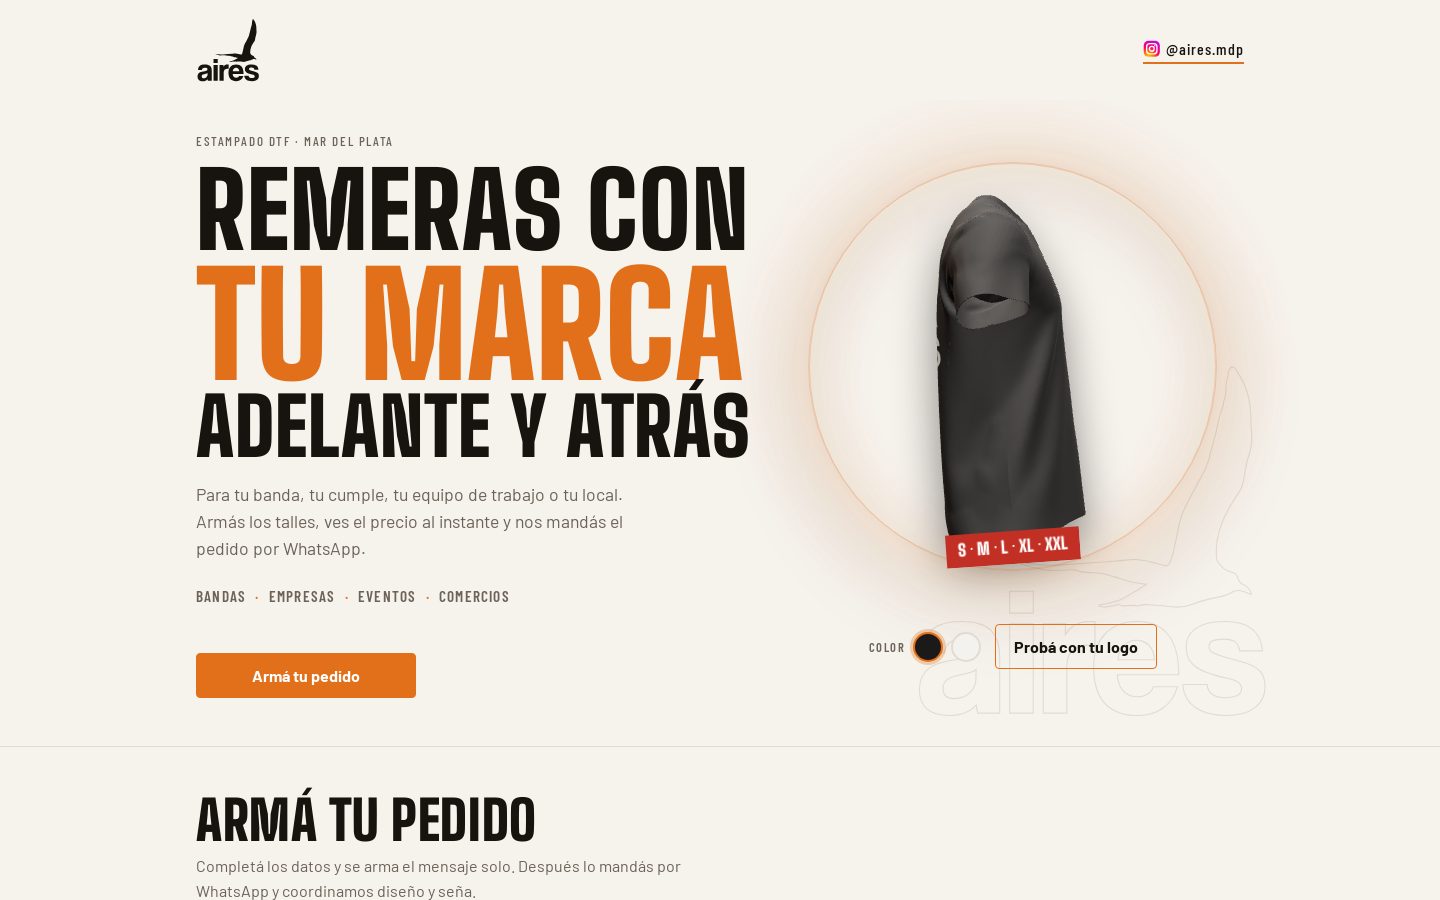 aires
@aires.mdp
ESTAMPADO DTF · MAR DEL PLATA
REMERAS CON
TU MARCA
ADELANTE Y ATRÁS
Para tu banda, tu cumple, tu equipo de trabajo o tu local.
Armás los talles, ves el precio al instante y nos mandás el
pedido por WhatsApp.
BANDAS · EMPRESAS · EVENTOS · COMERCIOS
Armá tu pedido
S · M · L · XL · XXL
COLOR
Probá con tu logo
aires
ARMÁ TU PEDIDO
Completá los datos y se arma el mensaje solo. Después lo mandás por
WhatsApp y coordinamos diseño y seña.